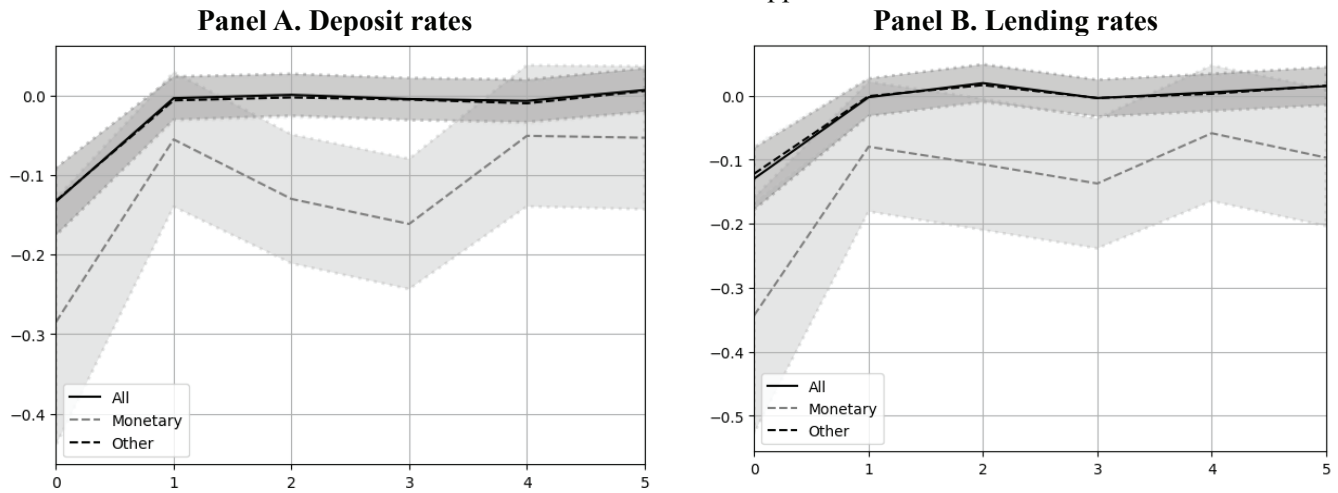 Panel A. Deposit rates
0.0
−0.1
−0.2
−0.3
−0.4
All
Monetary
Other
0 1 2 3 4 5
Panel B. Lending rates
0.0
−0.1
−0.2
−0.3
−0.4
−0.5
All
Monetary
Other
0 1 2 3 4 5